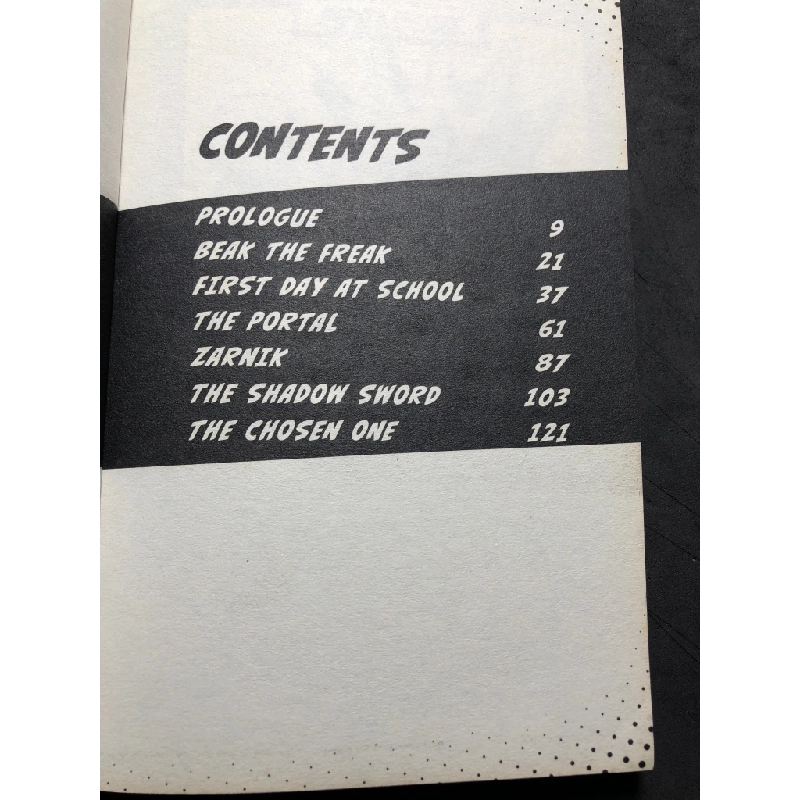 CONTENTS
PROLOGUE 9
BEAK THE FREAK 21
FIRST DAY AT SCHOOL 37
THE PORTAL 61
ZARNIK 87
THE SHADOW SWORD 103
THE CHOSEN ONE 121